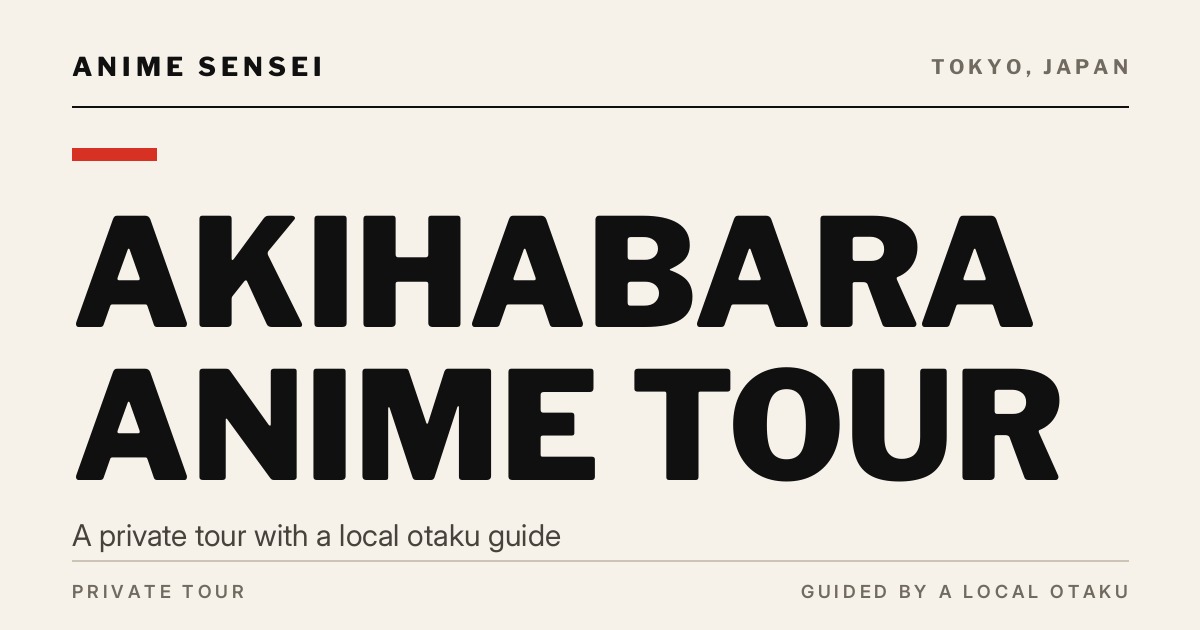 ANIME SENSEI
TOKYO, JAPAN
AKIHABARA
ANIME TOUR
A private tour with a local otaku guide
PRIVATE TOUR
GUIDED BY A LOCAL OTAKU